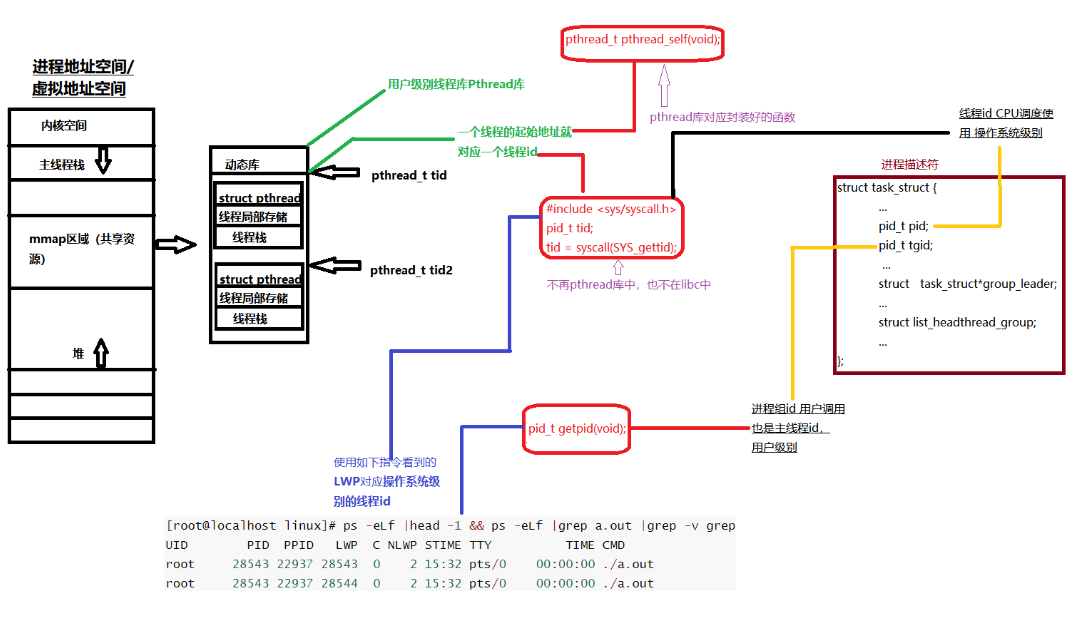 进程地址空间/
虚拟地址空间
内核空间
主线程栈
mmap区域（共享资
源）
堆
用户级别线程库Pthread库
一个线程的起始地址就
对应一个线程id
动态库
struct pthread
线程局部存储
线程栈
struct pthread
线程局部存储
线程栈
pthread_t tid
pthread_t tid2
pthread_t pthread_self(void);
pthread库对应封装好的函数
#include <sys/syscall.h>
pid_t tid;
tid = syscall(SYS_gettid);
不再pthread库中，也不在libc中
线程id CPU调度使
用 操作系统级别
进程描述符
struct task_struct {
...
pid_t pid;
pid_t tgid;
...
struct task_struct*group_leader;
...
struct list_headthread_group;
...
};
pid_t getpid(void);
进程组id 用户调用
也是主线程id，
用户级别
使用如下指令看到的
LWP对应操作系统级
别的线程id
[root@localhost linux]# ps -eLf |head -1 && ps -eLf |grep a.out |grep -v grep
UID PID PPID LWP C NLWP STIME TTY TIME CMD
root 28543 22937 28543 0 2 15:32 pts/0 00:00:00 ./a.out
root 28543 22937 28544 0 2 15:32 pts/0 00:00:00 ./a.out